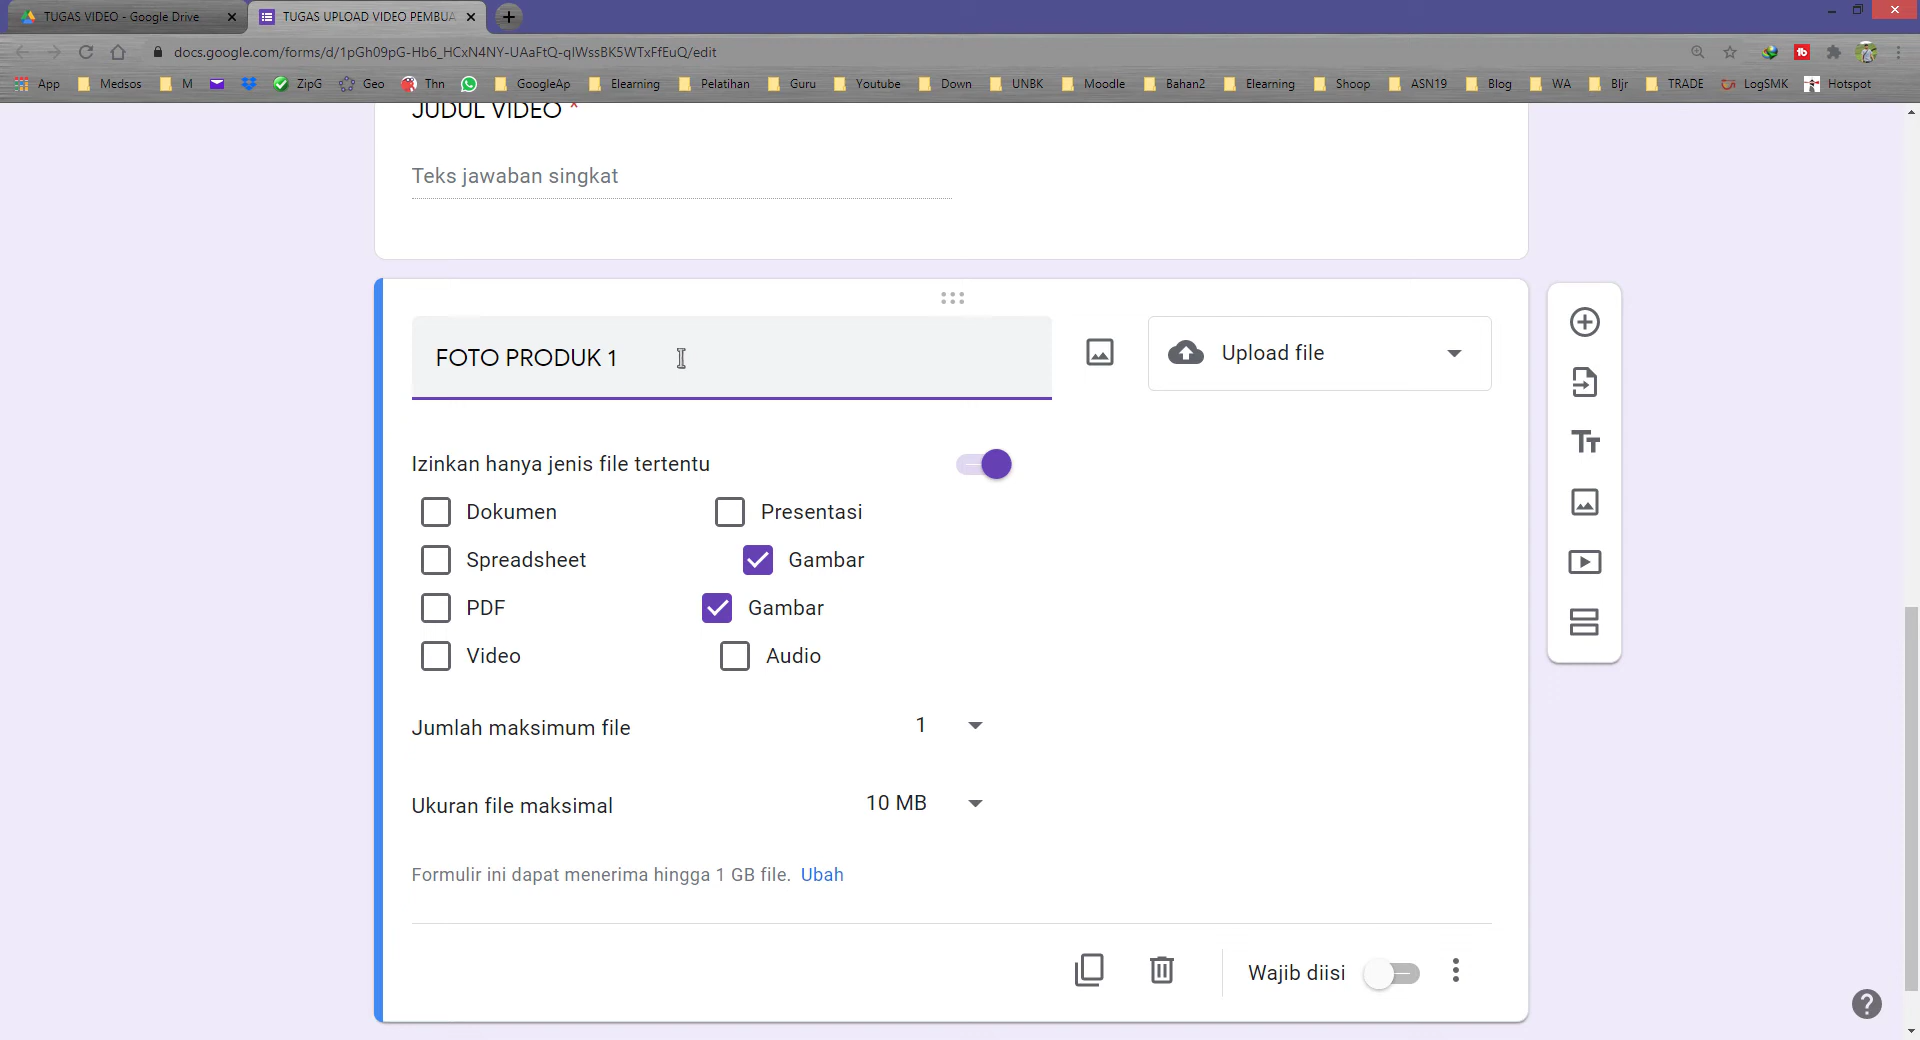 TUGAS VIDEO - Google Drive
TUGAS UPLOAD VIDEO PEMBUA
docs.google.com/forms/d/1pGh09pG-Hb6_HCxN4NY-UAaFtQ-qlWssBK5WTxFfEuQ/edit
App Medsos M ZipG Geo Thn GoogleAp Elearning Pelatihan Guru Youtube Down UNBK Moodle Bahan2 Elearning Shoop ASN19 Blog WA Bljr TRADE LogSMK Hotspot
JUDUL VIDEO *
Teks jawaban singkat
FOTO PRODUK 1
Upload file
Izinkan hanya jenis file tertentu
Dokumen Presentasi
Spreadsheet Gambar
PDF Gambar
Video Audio
Jumlah maksimum file 1
Ukuran file maksimal 10 MB
Formulir ini dapat menerima hingga 1 GB file. Ubah
Wajib diisi